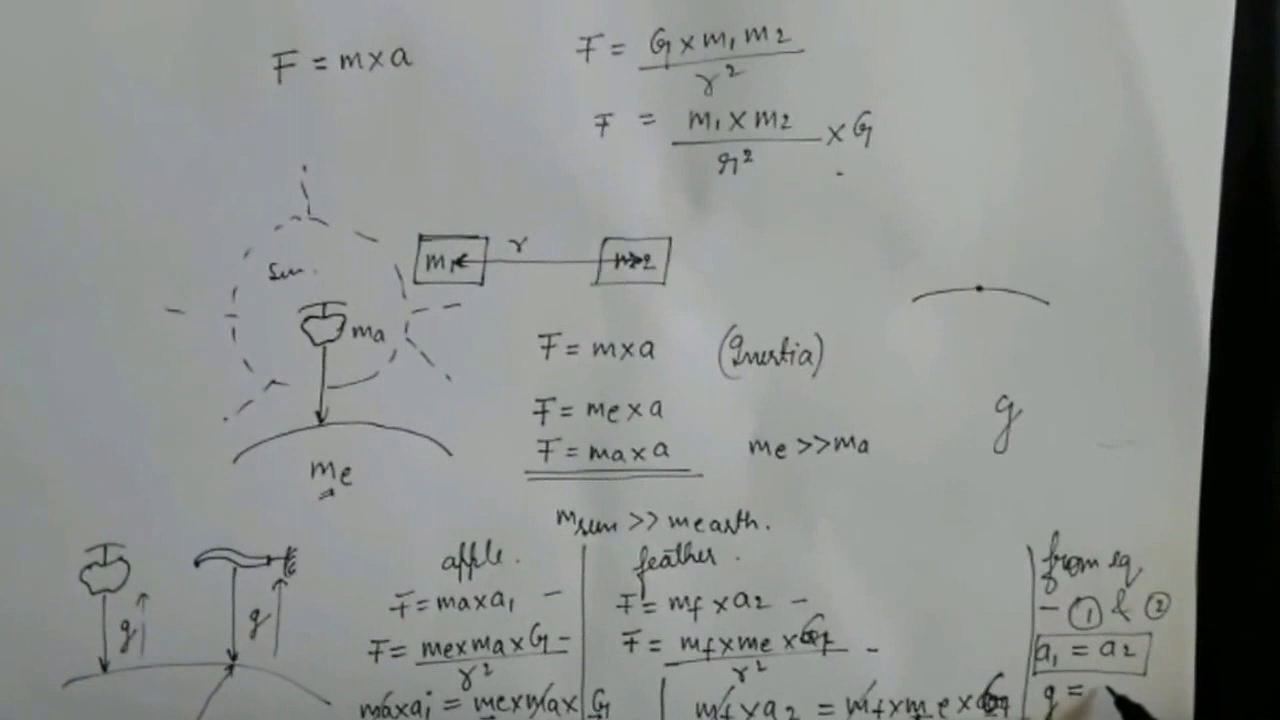 F = m×a
F = G×m₁m₂/r²
F = m₁×m₂/r² ×G
Sun.
m₁
r
m2
ma
F = m×a (Inertia)
F = me×a
F = ma×a
me>>ma
g
me
msun >> mearth.
apple.
feather.
from eq
g
g
F = ma×a₁ –
F = mf×a2 –
– ① & ②
F = me×ma×G/r² –
F = mf×me×G/r² –
a₁ = a2
ma×a₁ = me×ma×G
mf×a2 = mf×me×G
g =